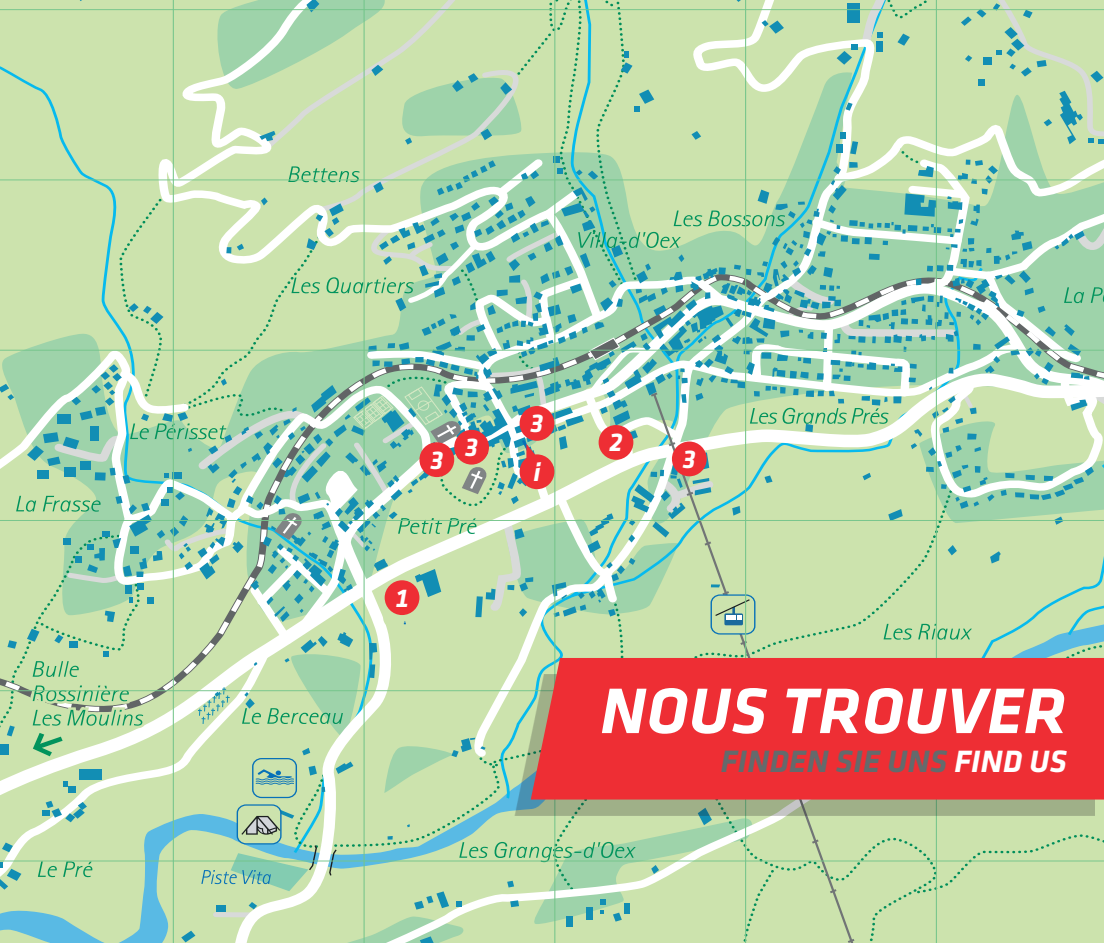 Bettens
Les Bossons
Villa-d'Oex
Les Quartiers
La P
Les Grands Prés
Le Périsset
3
3
2
3
3
i
La Frasse
Petit Pré
1
Les Riaux
Bulle
Rossinière
Les Moulins
Le Berceau
NOUS TROUVER
FINDEN SIE UNS FIND US
Les Granges-d'Oex
Le Pré
Piste Vita